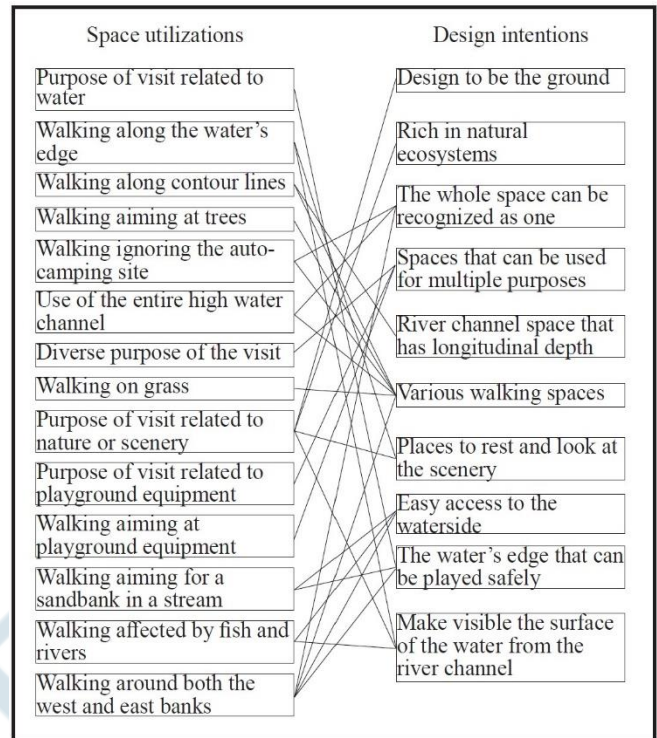 Space utilizations
Purpose of visit related to
water
Walking along the water's
edge
Walking along contour lines
Walking aiming at trees
Walking ignoring the auto-
camping site
Use of the entire high water
channel
Diverse purpose of the visit
Walking on grass
Purpose of visit related to
nature or scenery
Purpose of visit related to
playground equipment
Walking aiming at
playground equipment
Walking aiming for a
sandbank in a stream
Walking affected by fish and
rivers
Walking around both the
west and east banks
Design intentions
Design to be the ground
Rich in natural
ecosystems
The whole space can be
recognized as one
Spaces that can be used
for multiple purposes
River channel space that
has longitudinal depth
Various walking spaces
Places to rest and look at
the scenery
Easy access to the
waterside
The water's edge that can
be played safely
Make visible the surface
of the water from the
river channel